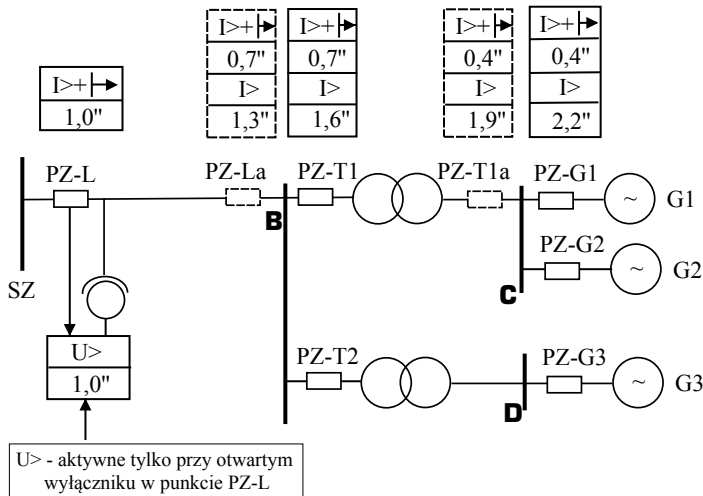 I>+
0,7"
I>
1,3"
I>+
0,7"
I>
1,6"
I>+
0,4"
I>
1,9"
I>+
0,4"
I>
2,2"
I>+
1,0"
PZ-L
PZ-La
PZ-T1
PZ-T1a
PZ-G1
~
G1
B
SZ
PZ-G2
~
G2
C
U>
1,0"
PZ-T2
PZ-G3
~
G3
D
U> - aktywne tylko przy otwartym
wyłączniku w punkcie PZ-L